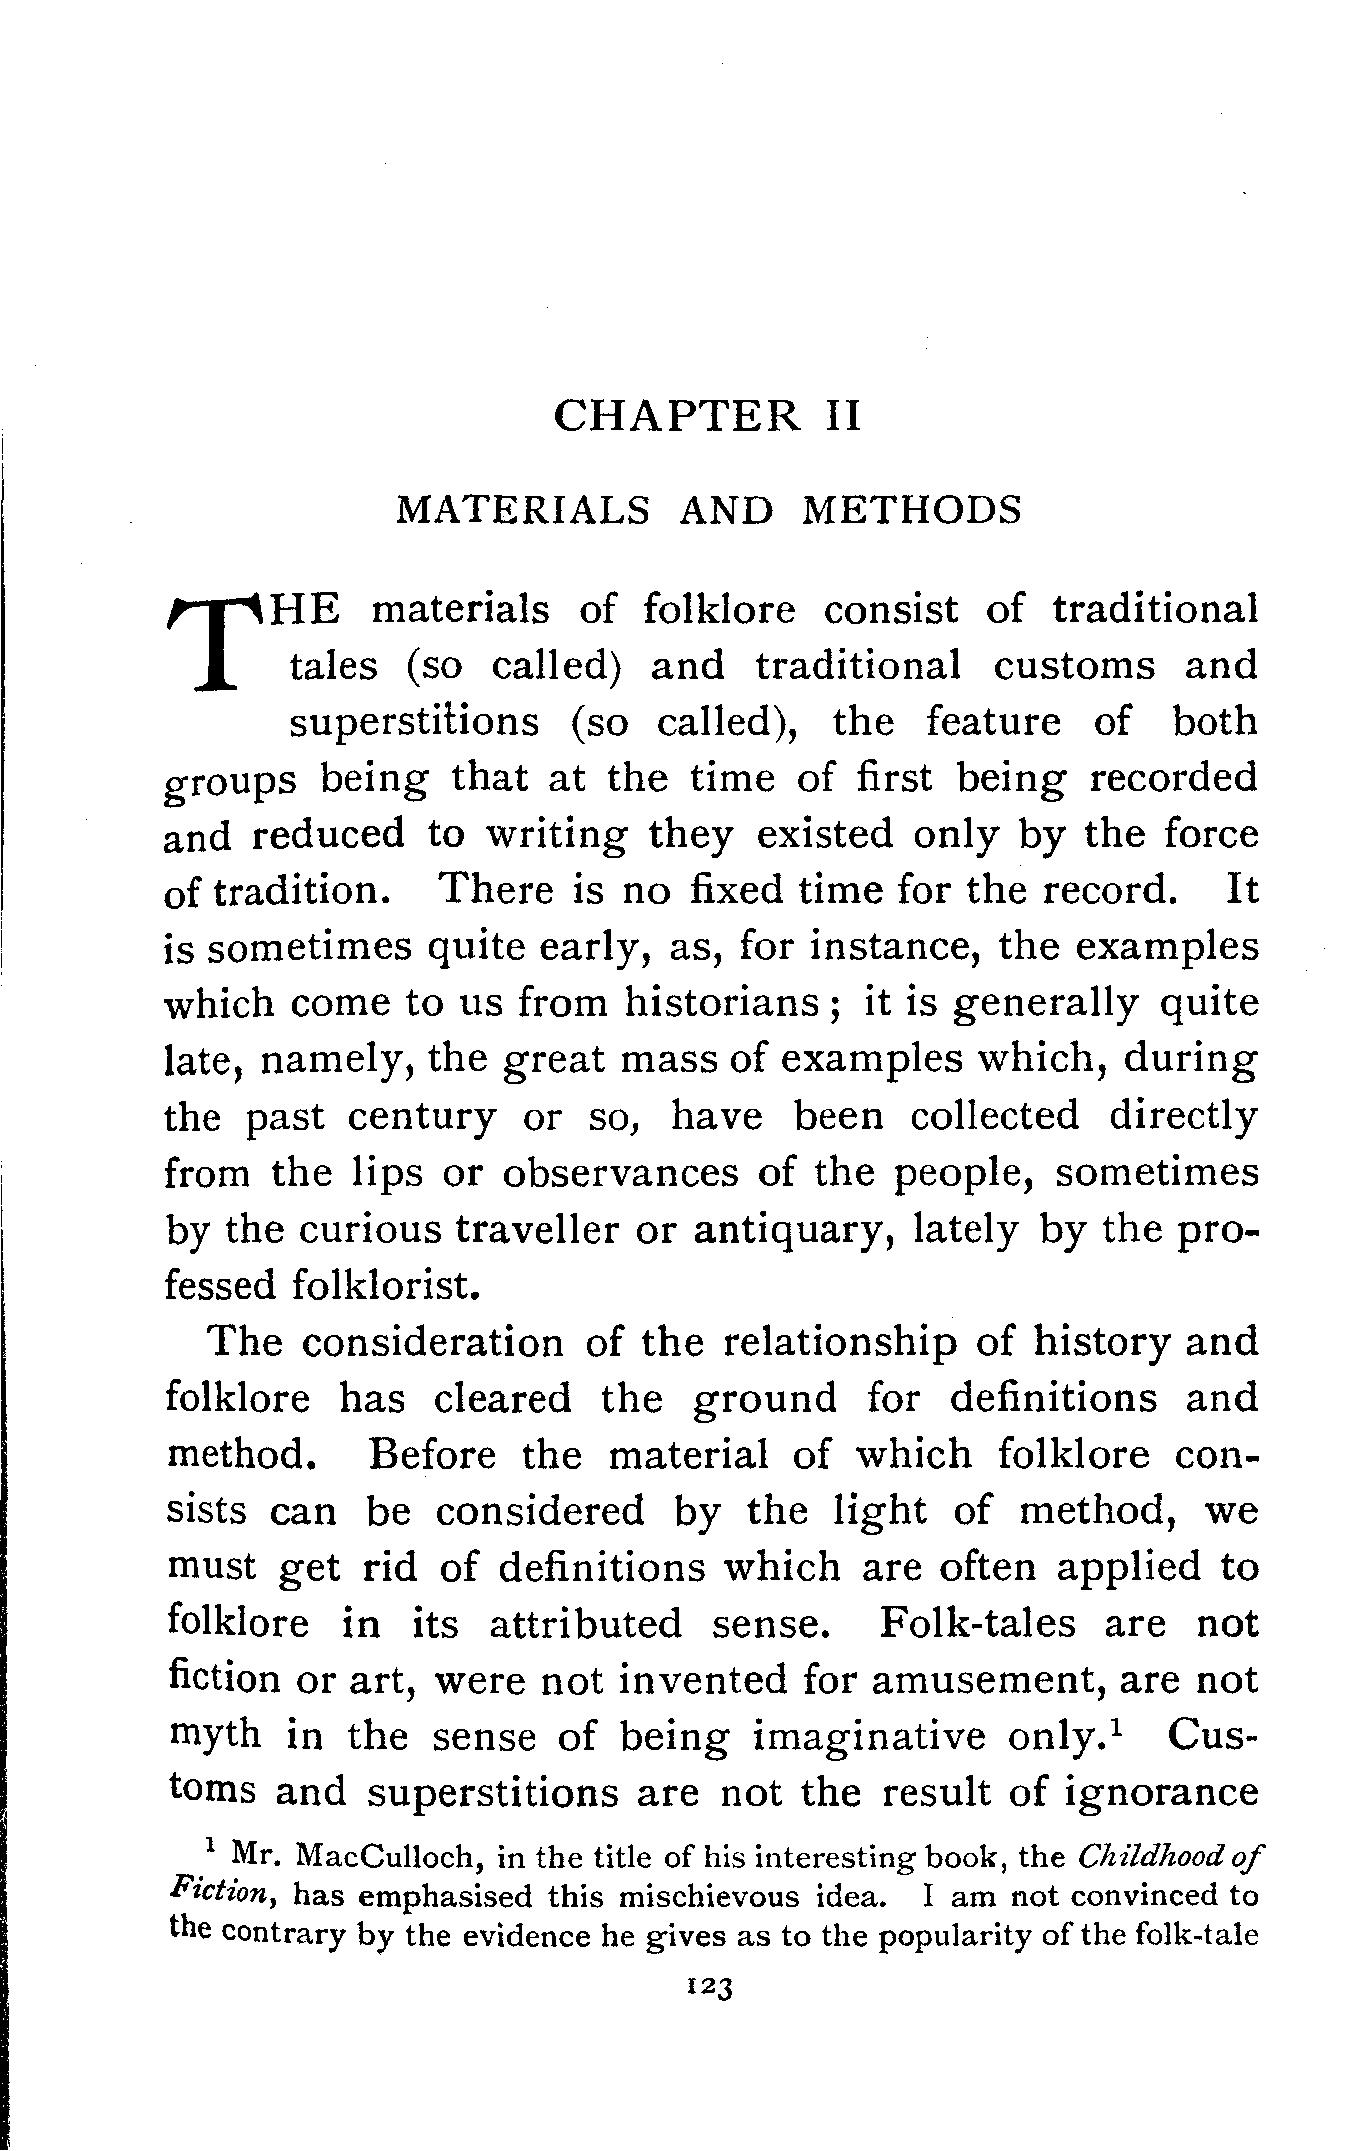 CHAPTER II
MATERIALS AND METHODS
THE materials of folklore consist of traditional
tales (so called) and traditional customs and
superstitions (so called), the feature of both
groups being that at the time of first being recorded
and reduced to writing they existed only by the force
of tradition. There is no fixed time for the record. It
is sometimes quite early, as, for instance, the examples
which come to us from historians; it is generally quite
late, namely, the great mass of examples which, during
the past century or so, have been collected directly
from the lips or observances of the people, sometimes
by the curious traveller or antiquary, lately by the pro-
fessed folklorist.
The consideration of the relationship of history and
folklore has cleared the ground for definitions and
method. Before the material of which folklore con-
sists can be considered by the light of method, we
must get rid of definitions which are often applied to
folklore in its attributed sense. Folk-tales are not
fiction or art, were not invented for amusement, are not
myth in the sense of being imaginative only.¹ Cus-
toms and superstitions are not the result of ignorance
¹ Mr. MacCulloch, in the title of his interesting book, the Childhood of
Fiction, has emphasised this mischievous idea. I am not convinced to
the contrary by the evidence he gives as to the popularity of the folk-tale
123